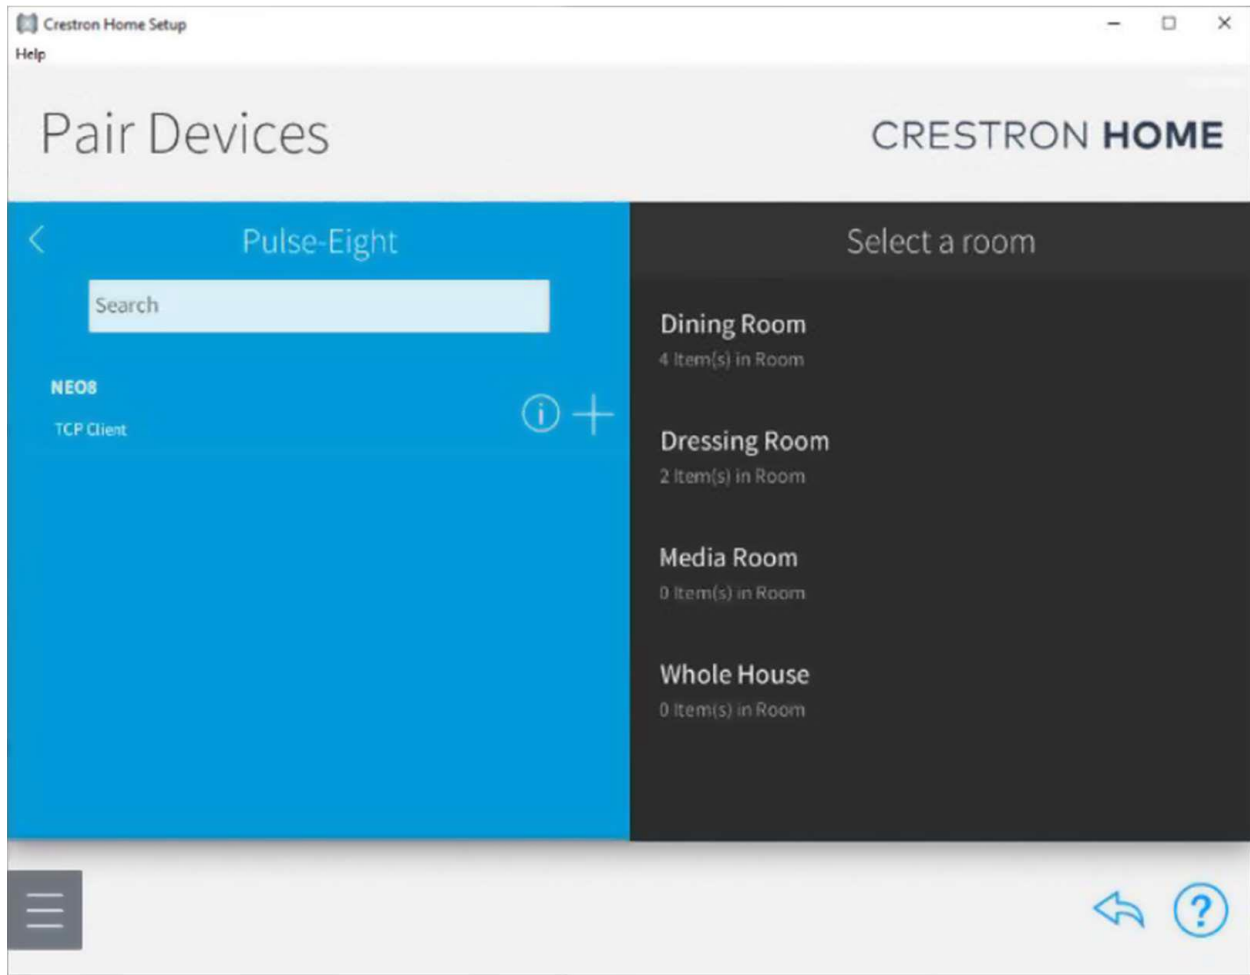 Crestron Home Setup
Help
Pair Devices
CRESTRON HOME
Pulse-Eight
Search
NEO8
TCP Client
Select a room
Dining Room
4 Item(s) in Room
Dressing Room
2 Item(s) in Room
Media Room
0 Item(s) in Room
Whole House
0 Item(s) in Room